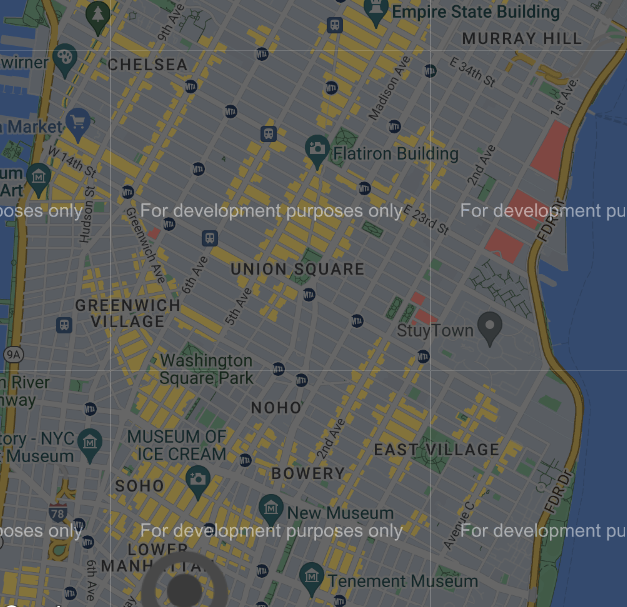 Empire State Building
MURRAY HILL
9th Ave
CHELSEA
wirner
E 34th St
Madison Ave
1st Ave.
Market
Flatiron Building
W 14th St
2nd Ave
um
Art
Hudson St
poses only
For development purposes only
For development pu
E 23rd St
FDR Dr
Greenwich Ave
6th Ave
UNION SQUARE
5th Ave
GREENWICH
VILLAGE
StuyTown
9A
Washington
Square Park
n River
nway
NOHO
2nd Ave
tory - NYC
Museum
MUSEUM OF
ICE CREAM
EAST VILLAGE
BOWERY
SOHO
FDR Dr
78
New Museum
Avenue C
poses only
For development purposes only
For development pu
LOWER
MANHATTAN
6th Ave
Tenement Museum